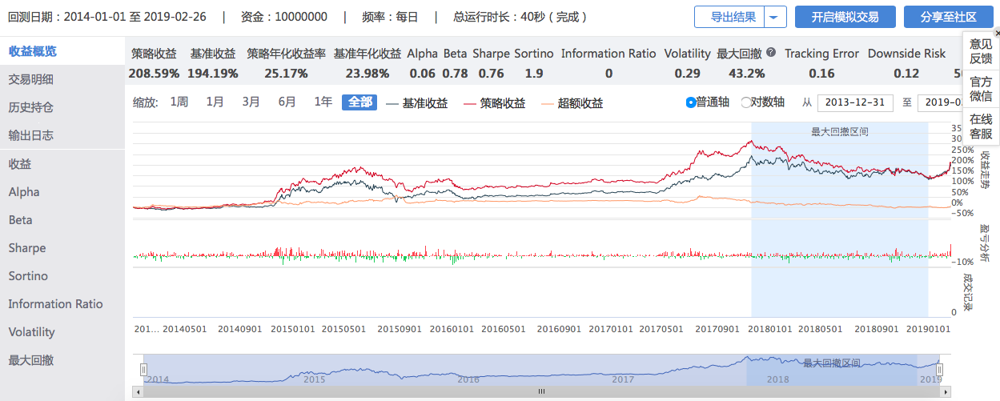 回测日期：2014-01-01 至 2019-02-26 | 资金：10000000 | 频率：每日 | 总运行时长：40秒（完成） 导出结果 开启模拟交易 分享至社区
收益概览
交易明细
历史持仓
输出日志
收益
Alpha
Beta
Sharpe
Sortino
Information Ratio
Volatility
最大回撤
策略收益 基准收益 策略年化收益率 基准年化收益 Alpha Beta Sharpe Sortino Information Ratio Volatility 最大回撤 Tracking Error Downside Risk
208.59% 194.19% 25.17% 23.98% 0.06 0.78 0.76 1.9 0 0.29 43.2% 0.16 0.12
缩放: 1周 1月 3月 6月 1年 全部 基准收益 策略收益 超额收益 普通轴 对数轴 从 2013-12-31 至
最大回撤区间
250%
200%
150%
100%
50%
0%
-50%
收益走势
盈亏分析
-10%
成交记录
0
201... 20140501 20140901 20150101 20150501 20150901 20160101 20160501 20160901 20170101 20170501 20170901 20180101 20180501 20180901 20190101
最大回撤区间
2014 2015 2016 2017 2018 2019
意见
反馈
官方
微信
在线
客服